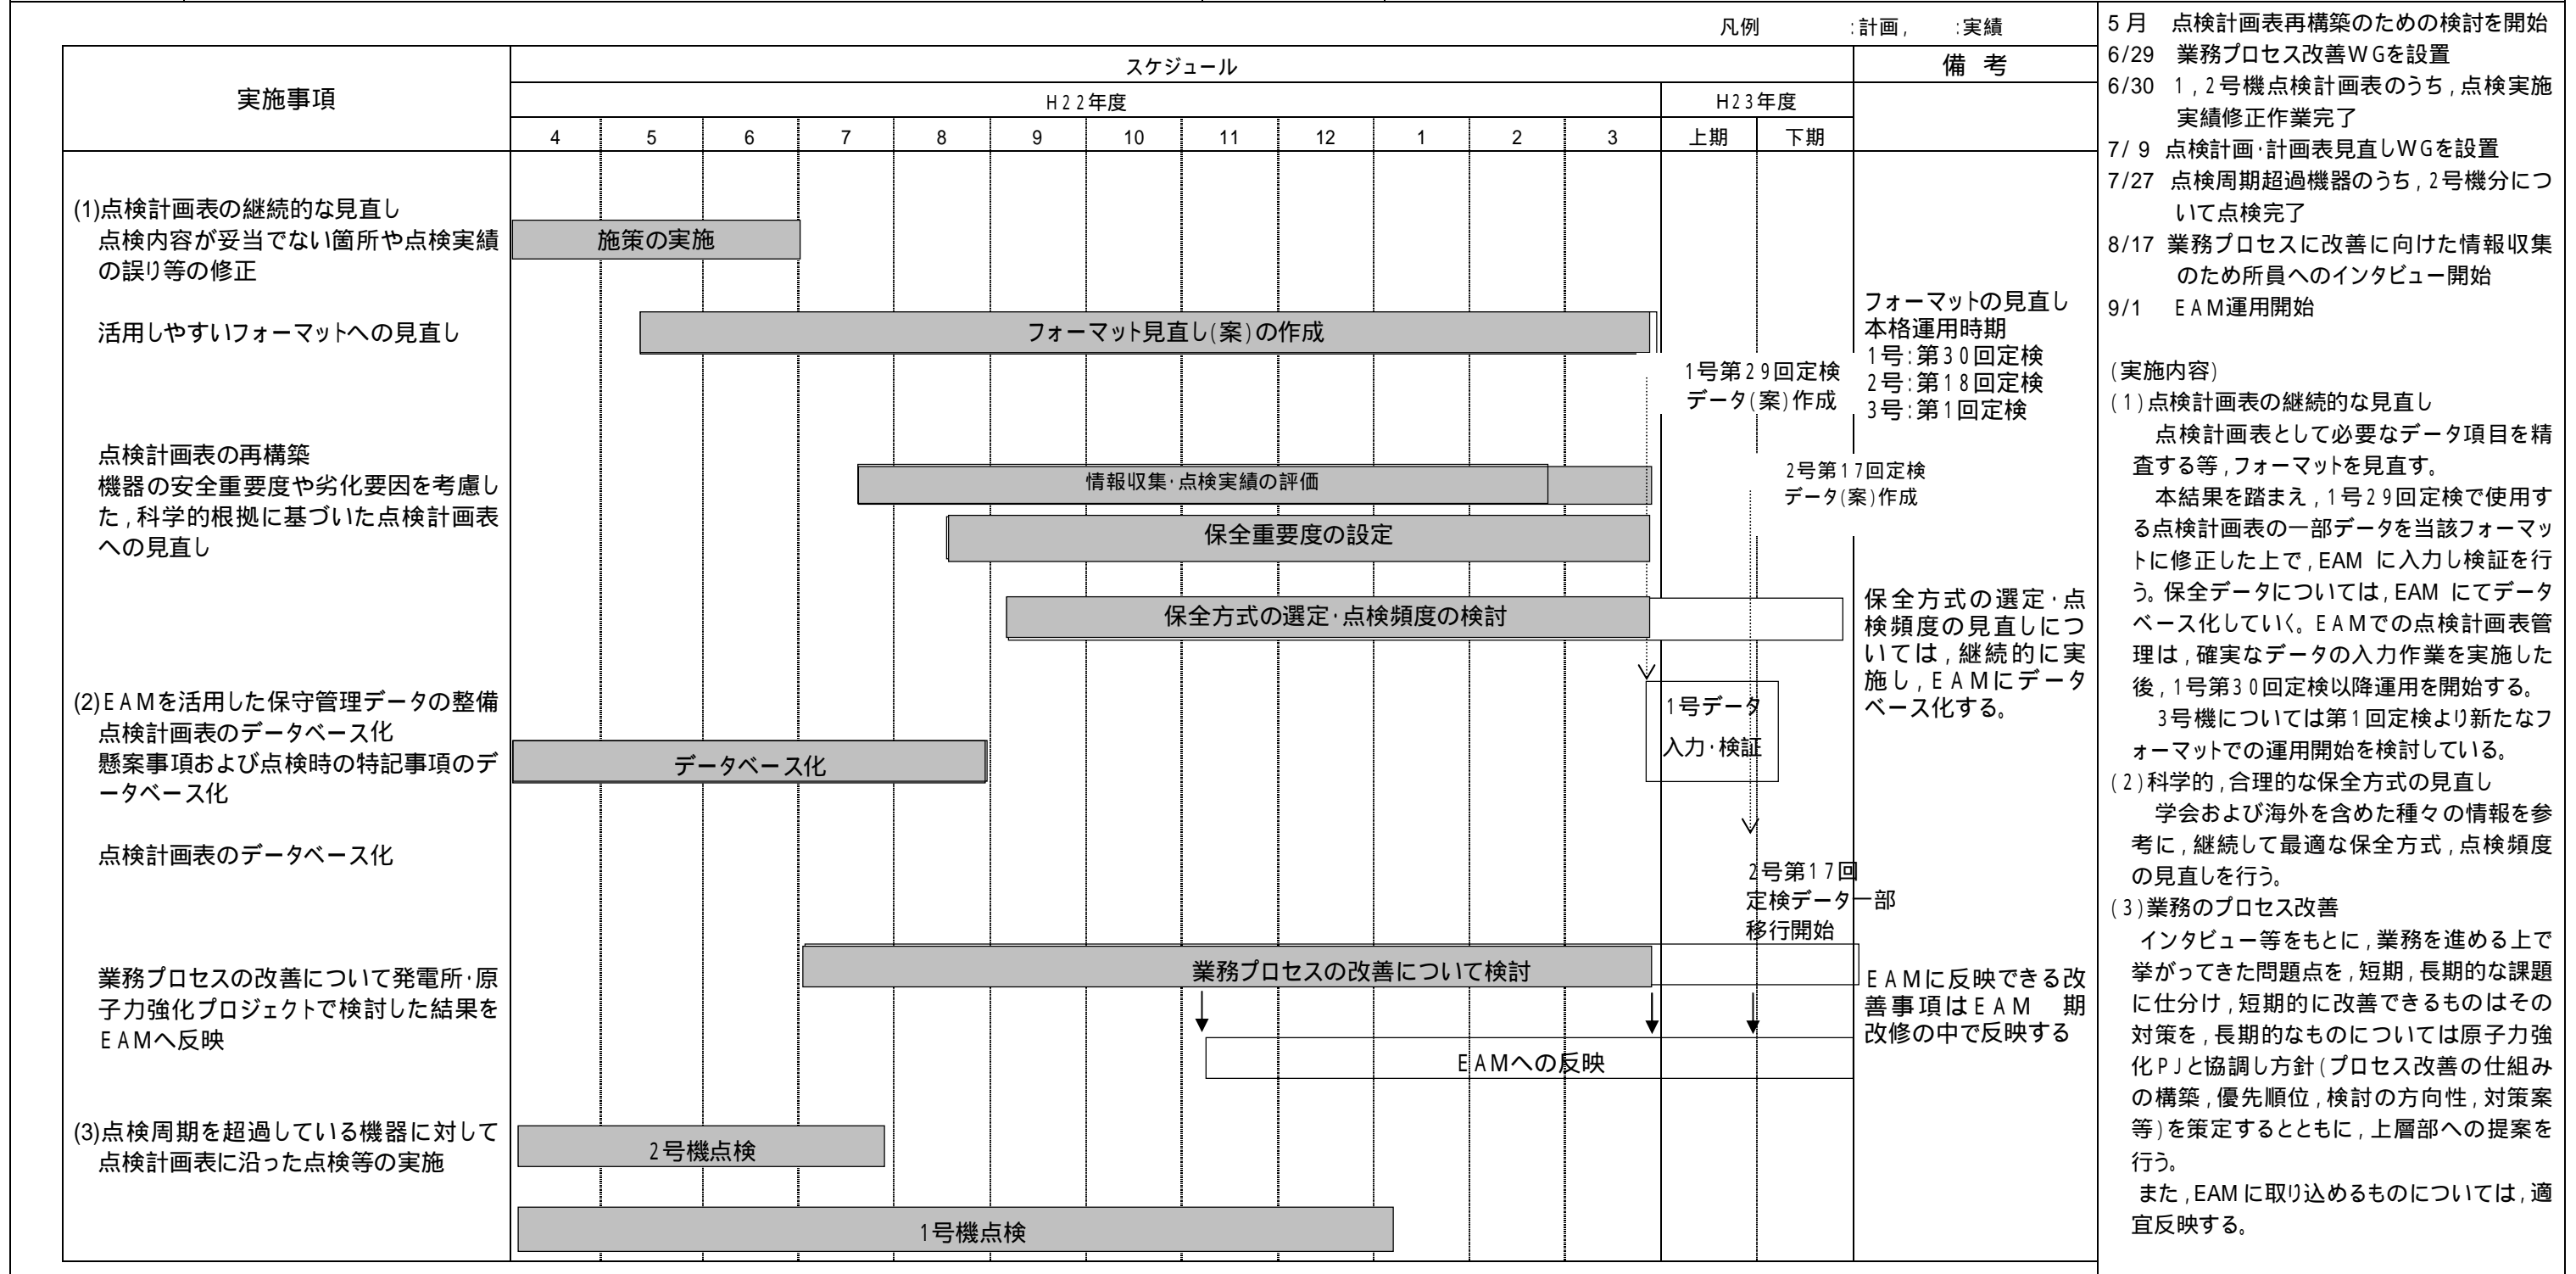 凡例　　　　:計画，　　:実績
実施事項
スケジュール
備 考
H22年度
H23年度
4 5 6 7 8 9 10 11 12 1 2 3 上期 下期
(1)点検計画表の継続的な見直し
点検内容が妥当でない箇所や点検実績
の誤り等の修正
施策の実施
活用しやすいフォーマットへの見直し
フォーマット見直し(案)の作成
1号第29回定検
データ(案)作成
フォーマットの見直し
本格運用時期
1号:第30回定検
2号:第18回定検
3号:第1回定検
点検計画表の再構築
機器の安全重要度や劣化要因を考慮し
た，科学的根拠に基づいた点検計画表
への見直し
情報収集・点検実績の評価
2号第17回定検
データ(案)作成
保全重要度の設定
保全方式の選定・点検頻度の検討
保全方式の選定・点
検頻度の見直しにつ
いては，継続的に実
施し，EAMにデータ
ベース化する。
(2)EAMを活用した保守管理データの整備
点検計画表のデータベース化
懸案事項および点検時の特記事項のデ
ータベース化
データベース化
1号データ
入力・検証
点検計画表のデータベース化
2号第17回
定検データ一部
移行開始
業務プロセスの改善について発電所・原
子力強化プロジェクトで検討した結果を
EAMへ反映
業務プロセスの改善について検討
EAMへの反映
EAMに反映できる改
善事項はEAM　期
改修の中で反映する
(3)点検周期を超過している機器に対して
点検計画表に沿った点検等の実施
2号機点検
1号機点検
5月　点検計画表再構築のための検討を開始
6/29　業務プロセス改善WGを設置
6/30　1，2号機点検計画表のうち，点検実施
実績修正作業完了
7/ 9　点検計画・計画表見直しWGを設置
7/27　点検周期超過機器のうち，2号機分につ
いて点検完了
8/17　業務プロセスに改善に向けた情報収集
のため所員へのインタビュー開始
9/1　EAM運用開始
(実施内容)
(1)点検計画表の継続的な見直し
点検計画表として必要なデータ項目を精
査する等，フォーマットを見直す。
本結果を踏まえ，1号29回定検で使用す
る点検計画表の一部データを当該フォーマッ
トに修正した上で，EAM に入力し検証を行
う。保全データについては，EAM にてデータ
ベース化していく。EAMでの点検計画表管
理は，確実なデータの入力作業を実施した
後，1号第30回定検以降運用を開始する。
3号機については第1回定検より新たなフ
ォーマットでの運用開始を検討している。
(2)科学的，合理的な保全方式の見直し
学会および海外を含めた種々の情報を参
考に，継続して最適な保全方式，点検頻度
の見直しを行う。
(3)業務のプロセス改善
インタビュー等をもとに，業務を進める上で
挙がってきた問題点を，短期，長期的な課題
に仕分け，短期的に改善できるものはその
対策を，長期的なものについては原子力強
化PJと協調し方針(プロセス改善の仕組み
の構築，優先順位，検討の方向性，対策案
等)を策定するとともに，上層部への提案を
行う。
また，EAMに取り込めるものについては，適
宜反映する。